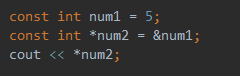 const int num1 = 5;
const int *num2 = &num1;
cout << *num2;